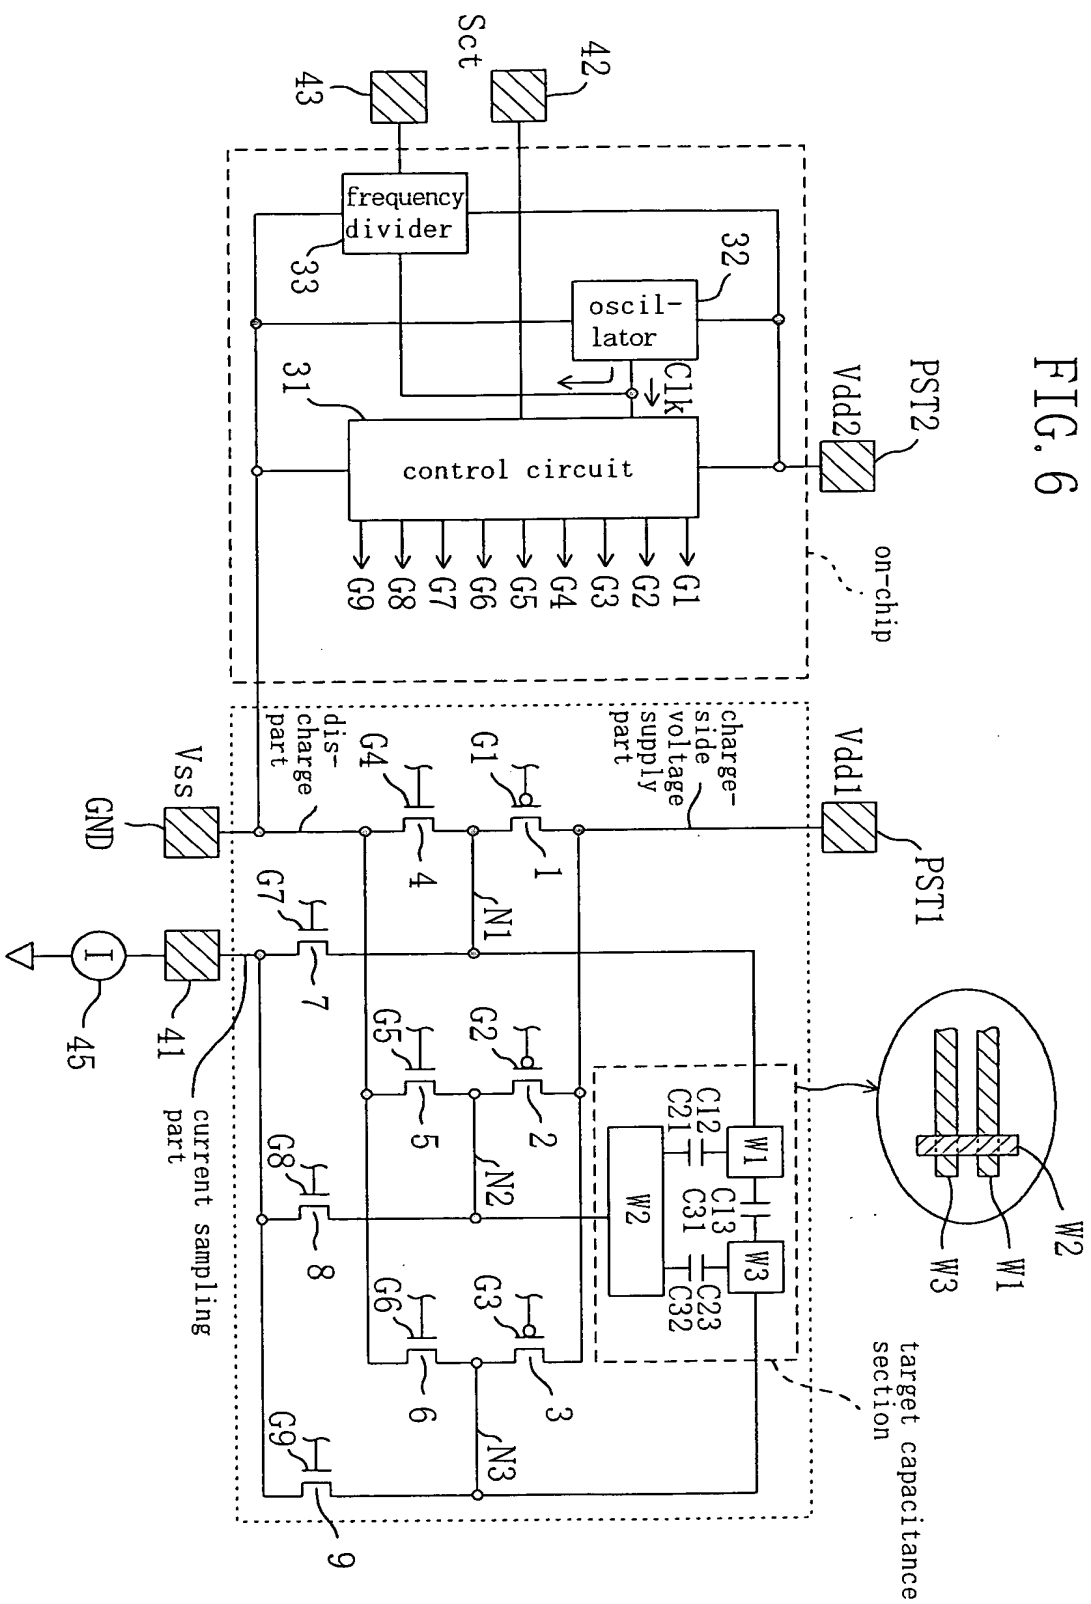 FIG. 6
PST2
Vdd2
on-chip
PST1
Vdd1
W2
W1
W3
target capacitance
section
42
Sct
43
frequency
divider
33
32
oscil-
lator
Clk
31
control circuit
G1
G2
G3
G4
G5
G6
G7
G8
G9
charge-
side
voltage
supply
part
dis-
charge
part
G1
1
G4
4
N1
G7
7
Vss
GND
41
I
45
current sampling
part
G2
2
G5
5
N2
G8
8
W1
C12
C21
C13
C31
W3
C23
C32
W2
G3
3
G6
6
N3
G9
9